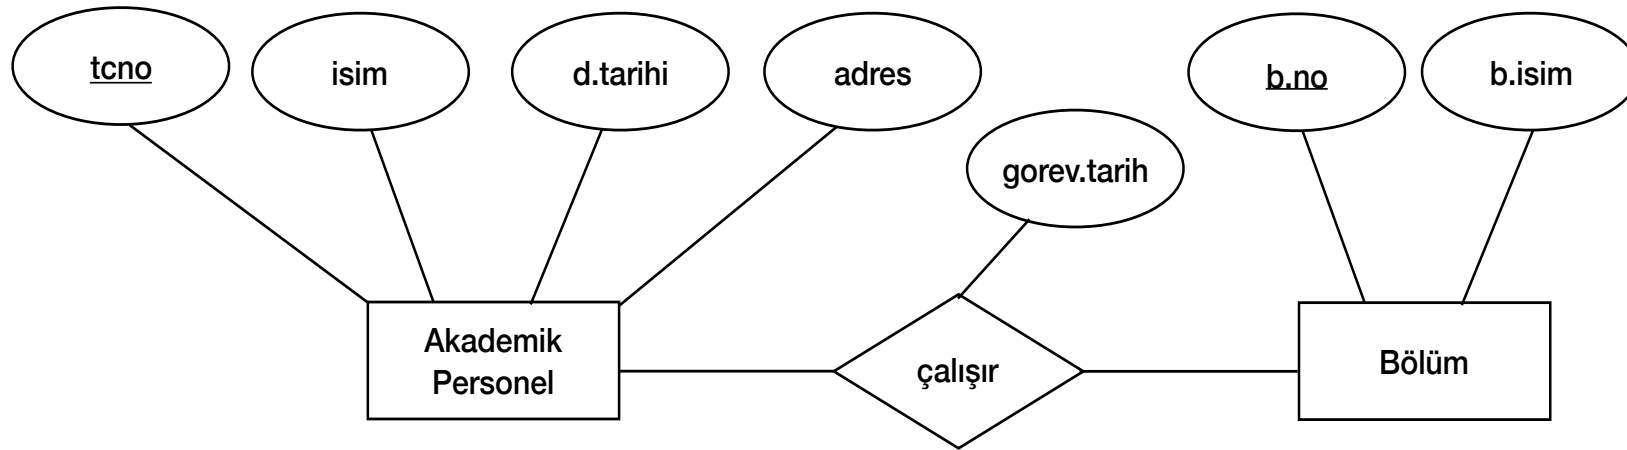 tcno
isim
d.tarihi
adres
b.no
b.isim
gorev.tarih
Akademik
Personel
çalışır
Bölüm